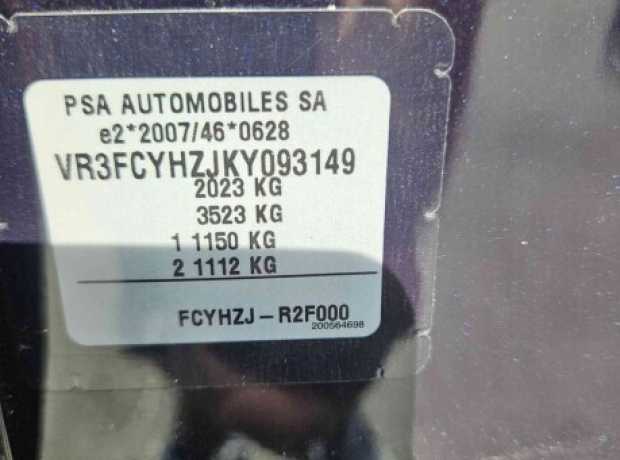 PSA AUTOMOBILES SA
e2*2007/46*0628
VR3FCYHZJKY093149
2023 KG
3523 KG
1 1150 KG
2 1112 KG
FCYHZJ-R2F000
200564698